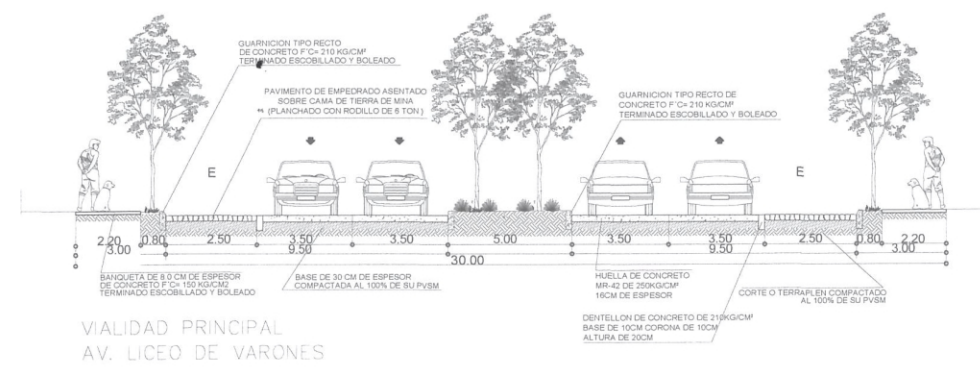 GUARNICION TIPO RECTO
DE CONCRETO F'C= 210 KG/CM²
TERMINADO ESCOBILLADO Y BOLEADO
PAVIMENTO DE EMPEDRADO ASENTADO
SOBRE CAMA DE TIERRA DE MINA
(PLANCHADO CON RODILLO DE 6 TON )
GUARNICION TIPO RECTO DE
CONCRETO F'C= 210 KG/CM²
TERMINADO ESCOBILLADO Y BOLEADO
E
E
2.20 0.80 2.50 3.50 3.50 5.00 3.50 3.50 2.50 0.80 2.20
3.00 9.50 9.50 3.00
30.00
BANQUETA DE 8.0 CM DE ESPESOR
DE CONCRETO F'C= 150 KG/CM2
TERMINADO ESCOBILLADO Y BOLEADO
BASE DE 30 CM DE ESPESOR
COMPACTADA AL 100% DE SU PVSM
HUELLA DE CONCRETO
MR-42 DE 250KG/CM²
16CM DE ESPESOR
CORTE O TERRAPLEN COMPACTADO
AL 100% DE SU PVSM
DENTELLON DE CONCRETO DE 210KG/CM²
BASE DE 10CM CORONA DE 10CM
ALTURA DE 20CM
VIALIDAD PRINCIPAL
AV. LICEO DE VARONES